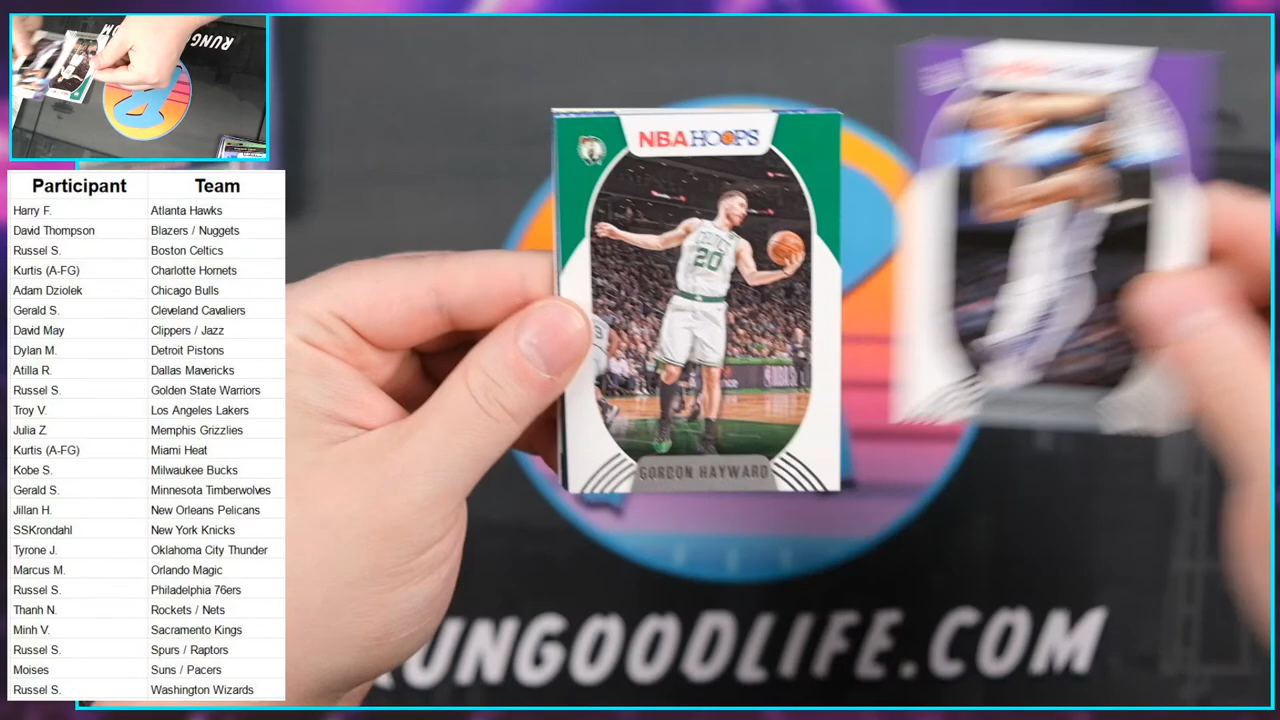 RUNG
Participant Team
Harry F. Atlanta Hawks
David Thompson Blazers / Nuggets
Russel S. Boston Celtics
Kurtis (A-FG) Charlotte Hornets
Adam Dziolek Chicago Bulls
Gerald S. Cleveland Cavaliers
David May Clippers / Jazz
Dylan M. Detroit Pistons
Atilla R. Dallas Mavericks
Russel S. Golden State Warriors
Troy V. Los Angeles Lakers
Julia Z. Memphis Grizzlies
Kurtis (A-FG) Miami Heat
Kobe S. Milwaukee Bucks
Gerald S. Minnesota Timberwolves
Jillan H. New Orleans Pelicans
SSKrondahl New York Knicks
Tyrone J. Oklahoma City Thunder
Marcus M. Orlando Magic
Russel S. Philadelphia 76ers
Thanh N. Rockets / Nets
Minh V. Sacramento Kings
Russel S. Spurs / Raptors
Moises Suns / Pacers
Russel S. Washington Wizards
NBA HOOPS
CELTICS
20
GORDON HAYWARD
RUNGOODLIFE.COM